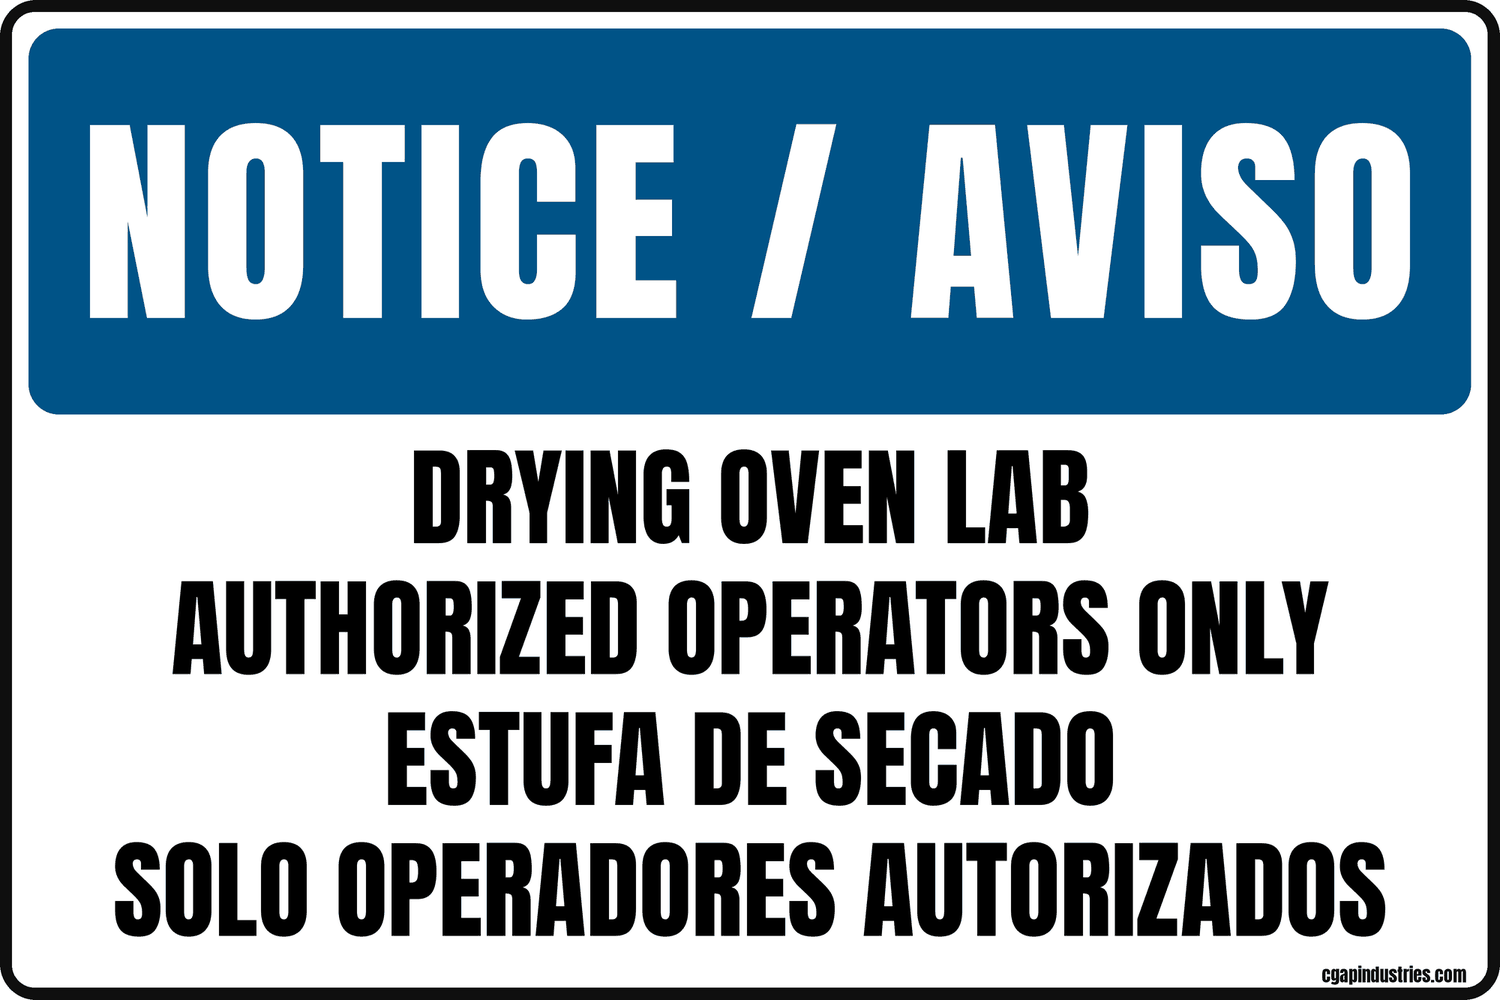 NOTICE / AVISO
DRYING OVEN LAB
AUTHORIZED OPERATORS ONLY
ESTUFA DE SECADO
SOLO OPERADORES AUTORIZADOS
cgapindustries.com